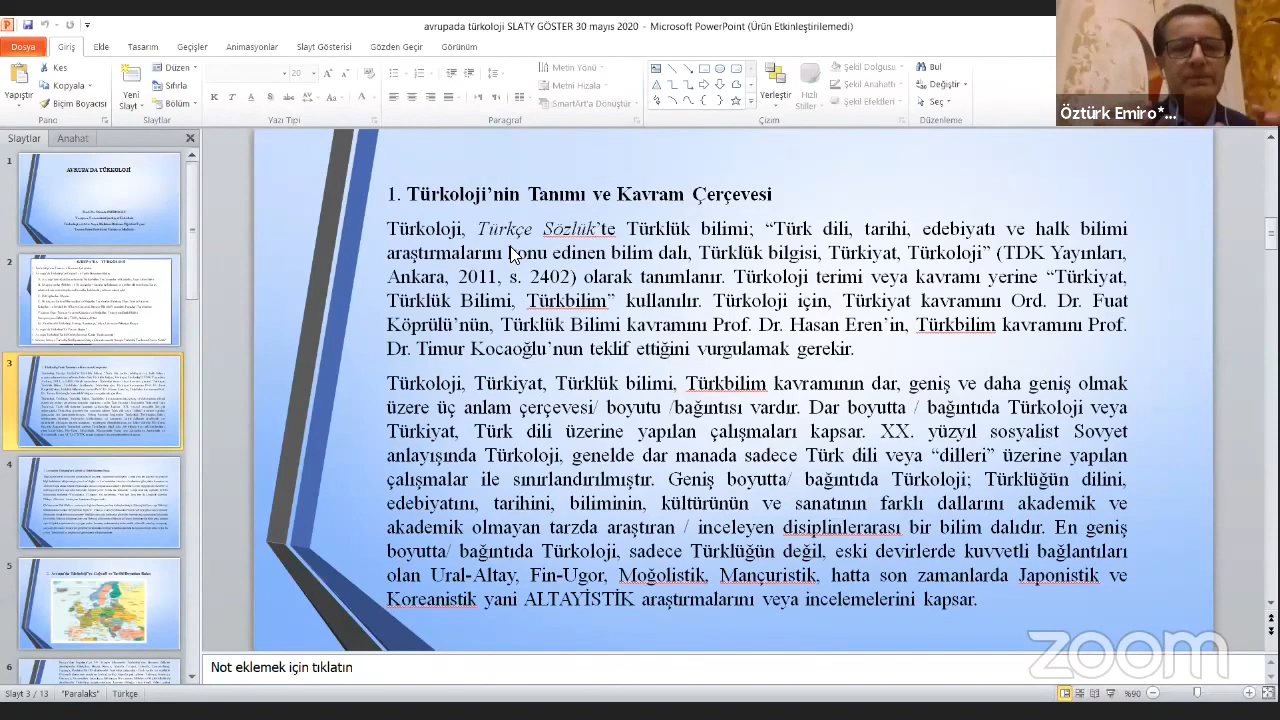 avrupada türkoloji SLATY GÖSTER 30 mayıs 2020 - Microsoft PowerPoint (Ürün Etkinleştirilemedi)
Dosya Giriş Ekle Tasarım Geçişler Animasyonlar Slayt Gösterisi Gözden Geçir Görünüm
Yapıştır Kes Kopyala Biçim Boyacısı Pano
Yeni Slayt Düzen Sıfırla Bölüm Slaytlar
Yazı Tipi
Metin Yönü Metni Hizala SmartArt'a Dönüştür Paragraf
Yerleştir Hızlı Stiller Şekil Dolgusu Şekil Anahattı Şekil Efektleri Çizim
Bul Değiştir Seç Düzenleme
Öztürk Emiro*...
Slaytlar Anahat
1
AVRUPA'DA TÜRKOLOJİ
2
3
4
5
6
1. Türkoloji’nin Tanımı ve Kavram Çerçevesi
Türkoloji, Türkçe Sözlük’te Türklük bilimi; “Türk dili, tarihi, edebiyatı ve halk bilimi
araştırmalarını konu edinen bilim dalı, Türklük bilgisi, Türkiyat, Türkoloji” (TDK Yayınları,
olarak tanımlanır. Türkoloji terimi veya kavramı yerine “Türkiyat,
Türklük Bilimi, Türkbilim” kullanılır. Türkoloji için; Türkiyat kavramını Ord. Dr. Fuat
Köprülü’nün, Türklük Bilimi kavramını Prof. Dr. Hasan Eren’in, Türkbilim kavramını Prof.
Dr. Timur Kocaoğlu’nun teklif ettiğini vurgulamak gerekir.
Türkoloji, Türkiyat, Türklük bilimi, Türkbilim kavramının dar, geniş ve daha geniş olmak
üzere üç anlam çerçevesi, boyutu /bağıntısı vardır. Dar boyutta / bağıntıda Türkoloji veya
Türkiyat, Türk dili üzerine yapılan çalışmaları kapsar. XX. yüzyıl sosyalist Sovyet
anlayışında Türkoloji, genelde dar manada sadece Türk dili veya “dilleri” üzerine yapılan
çalışmalar ile sınırlandırılmıştır. Geniş boyutta/ bağıntıda Türkoloji; Türklüğün dilini,
edebiyatını, tarihini, halk biliminin, kültürünü eski ve yeni farklı dallarını akademik ve
akademik olmayan tarzda araştıran / inceleyen disiplinlerarası bir bilim dalıdır. En geniş
boyutta/ bağıntıda Türkoloji, sadece Türklüğün değil, eski devirlerde kuvvetli bağlantıları
olan Ural-Altay, Fin-Ugor, Moğolistik, Mançuristik, hatta son zamanlarda Japonistik ve
Koreanistik yani ALTAYİSTİK araştırmalarını veya incelemelerini kapsar.
zoom
Not eklemek için tıklatın
Slayt 3 / 13 "Paralaks" Türkçe %90